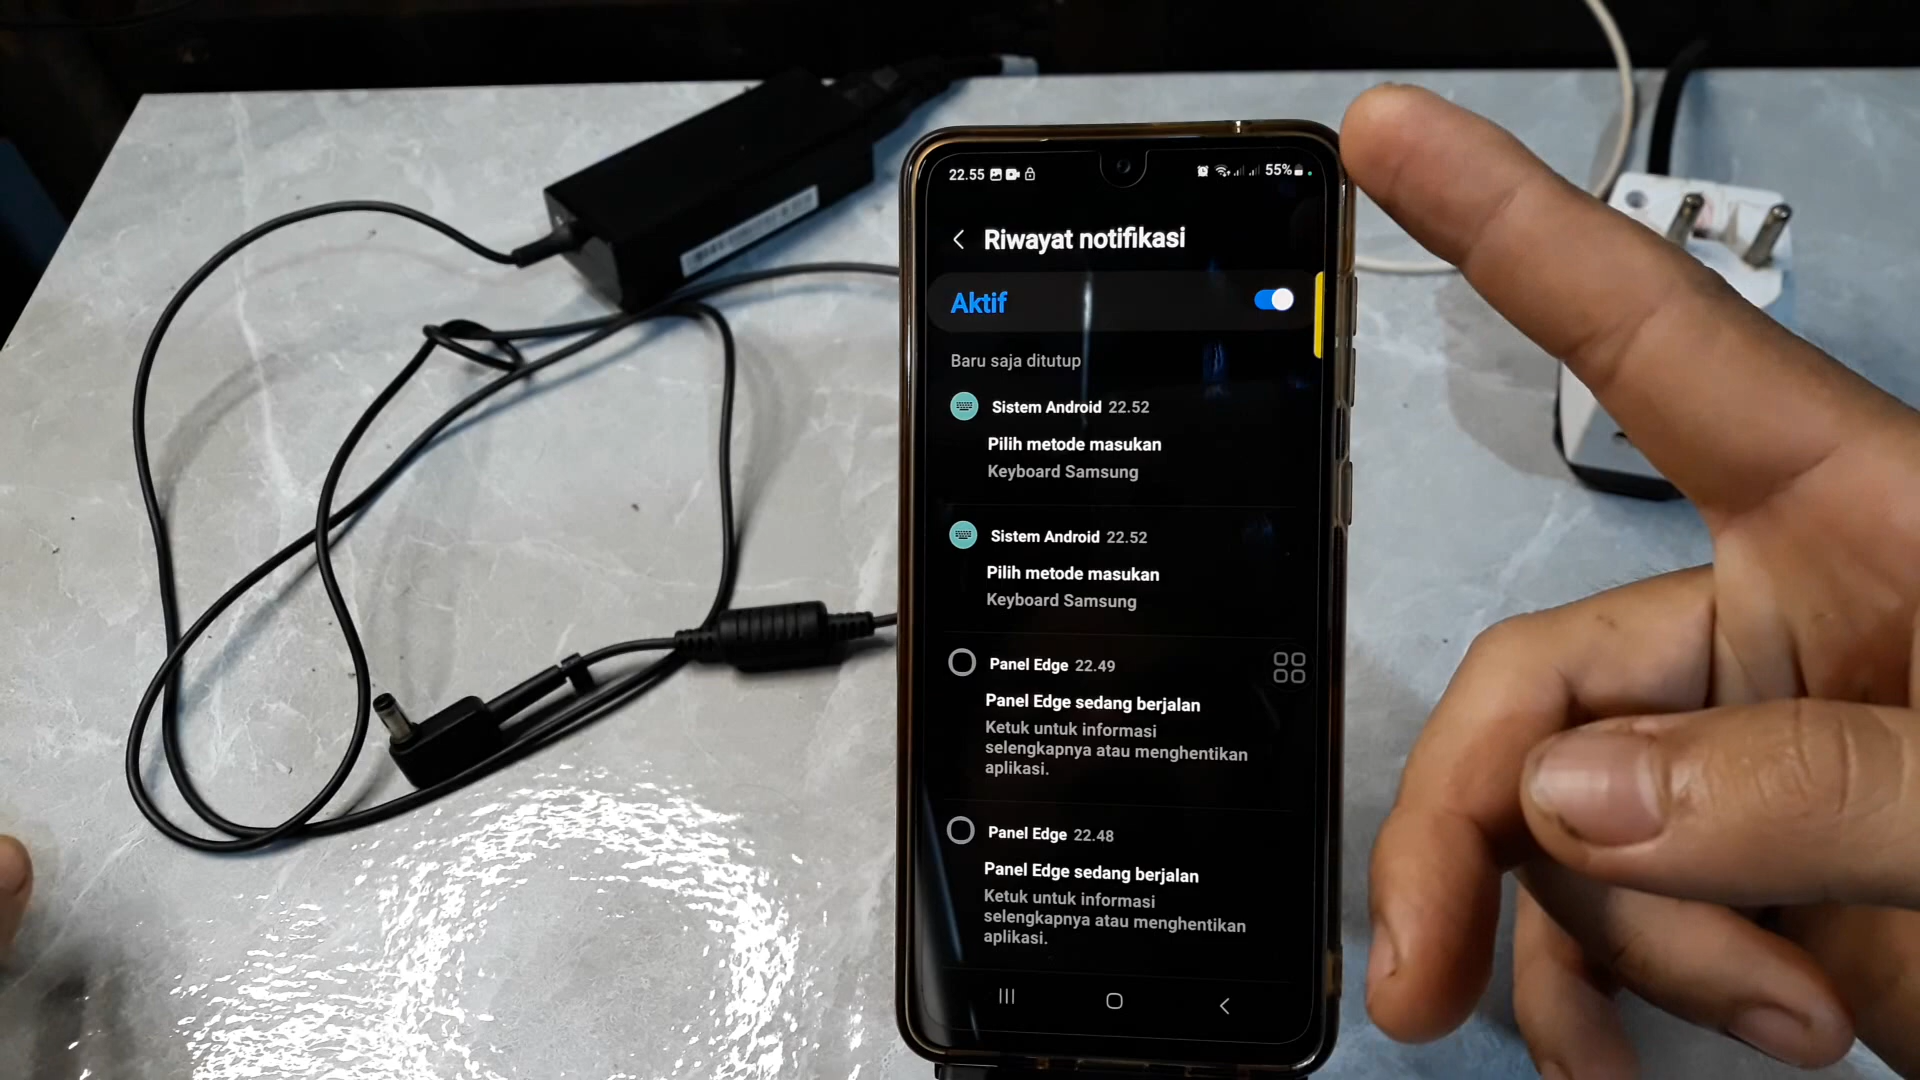 22.55 55%
Riwayat notifikasi
Aktif
Baru saja ditutup
Sistem Android 22.52
Pilih metode masukan
Keyboard Samsung
Sistem Android 22.52
Pilih metode masukan
Keyboard Samsung
Panel Edge 22.49
Panel Edge sedang berjalan
Ketuk untuk informasi
selengkapnya atau menghentikan
aplikasi.
Panel Edge 22.48
Panel Edge sedang berjalan
Ketuk untuk informasi
selengkapnya atau menghentikan
aplikasi.